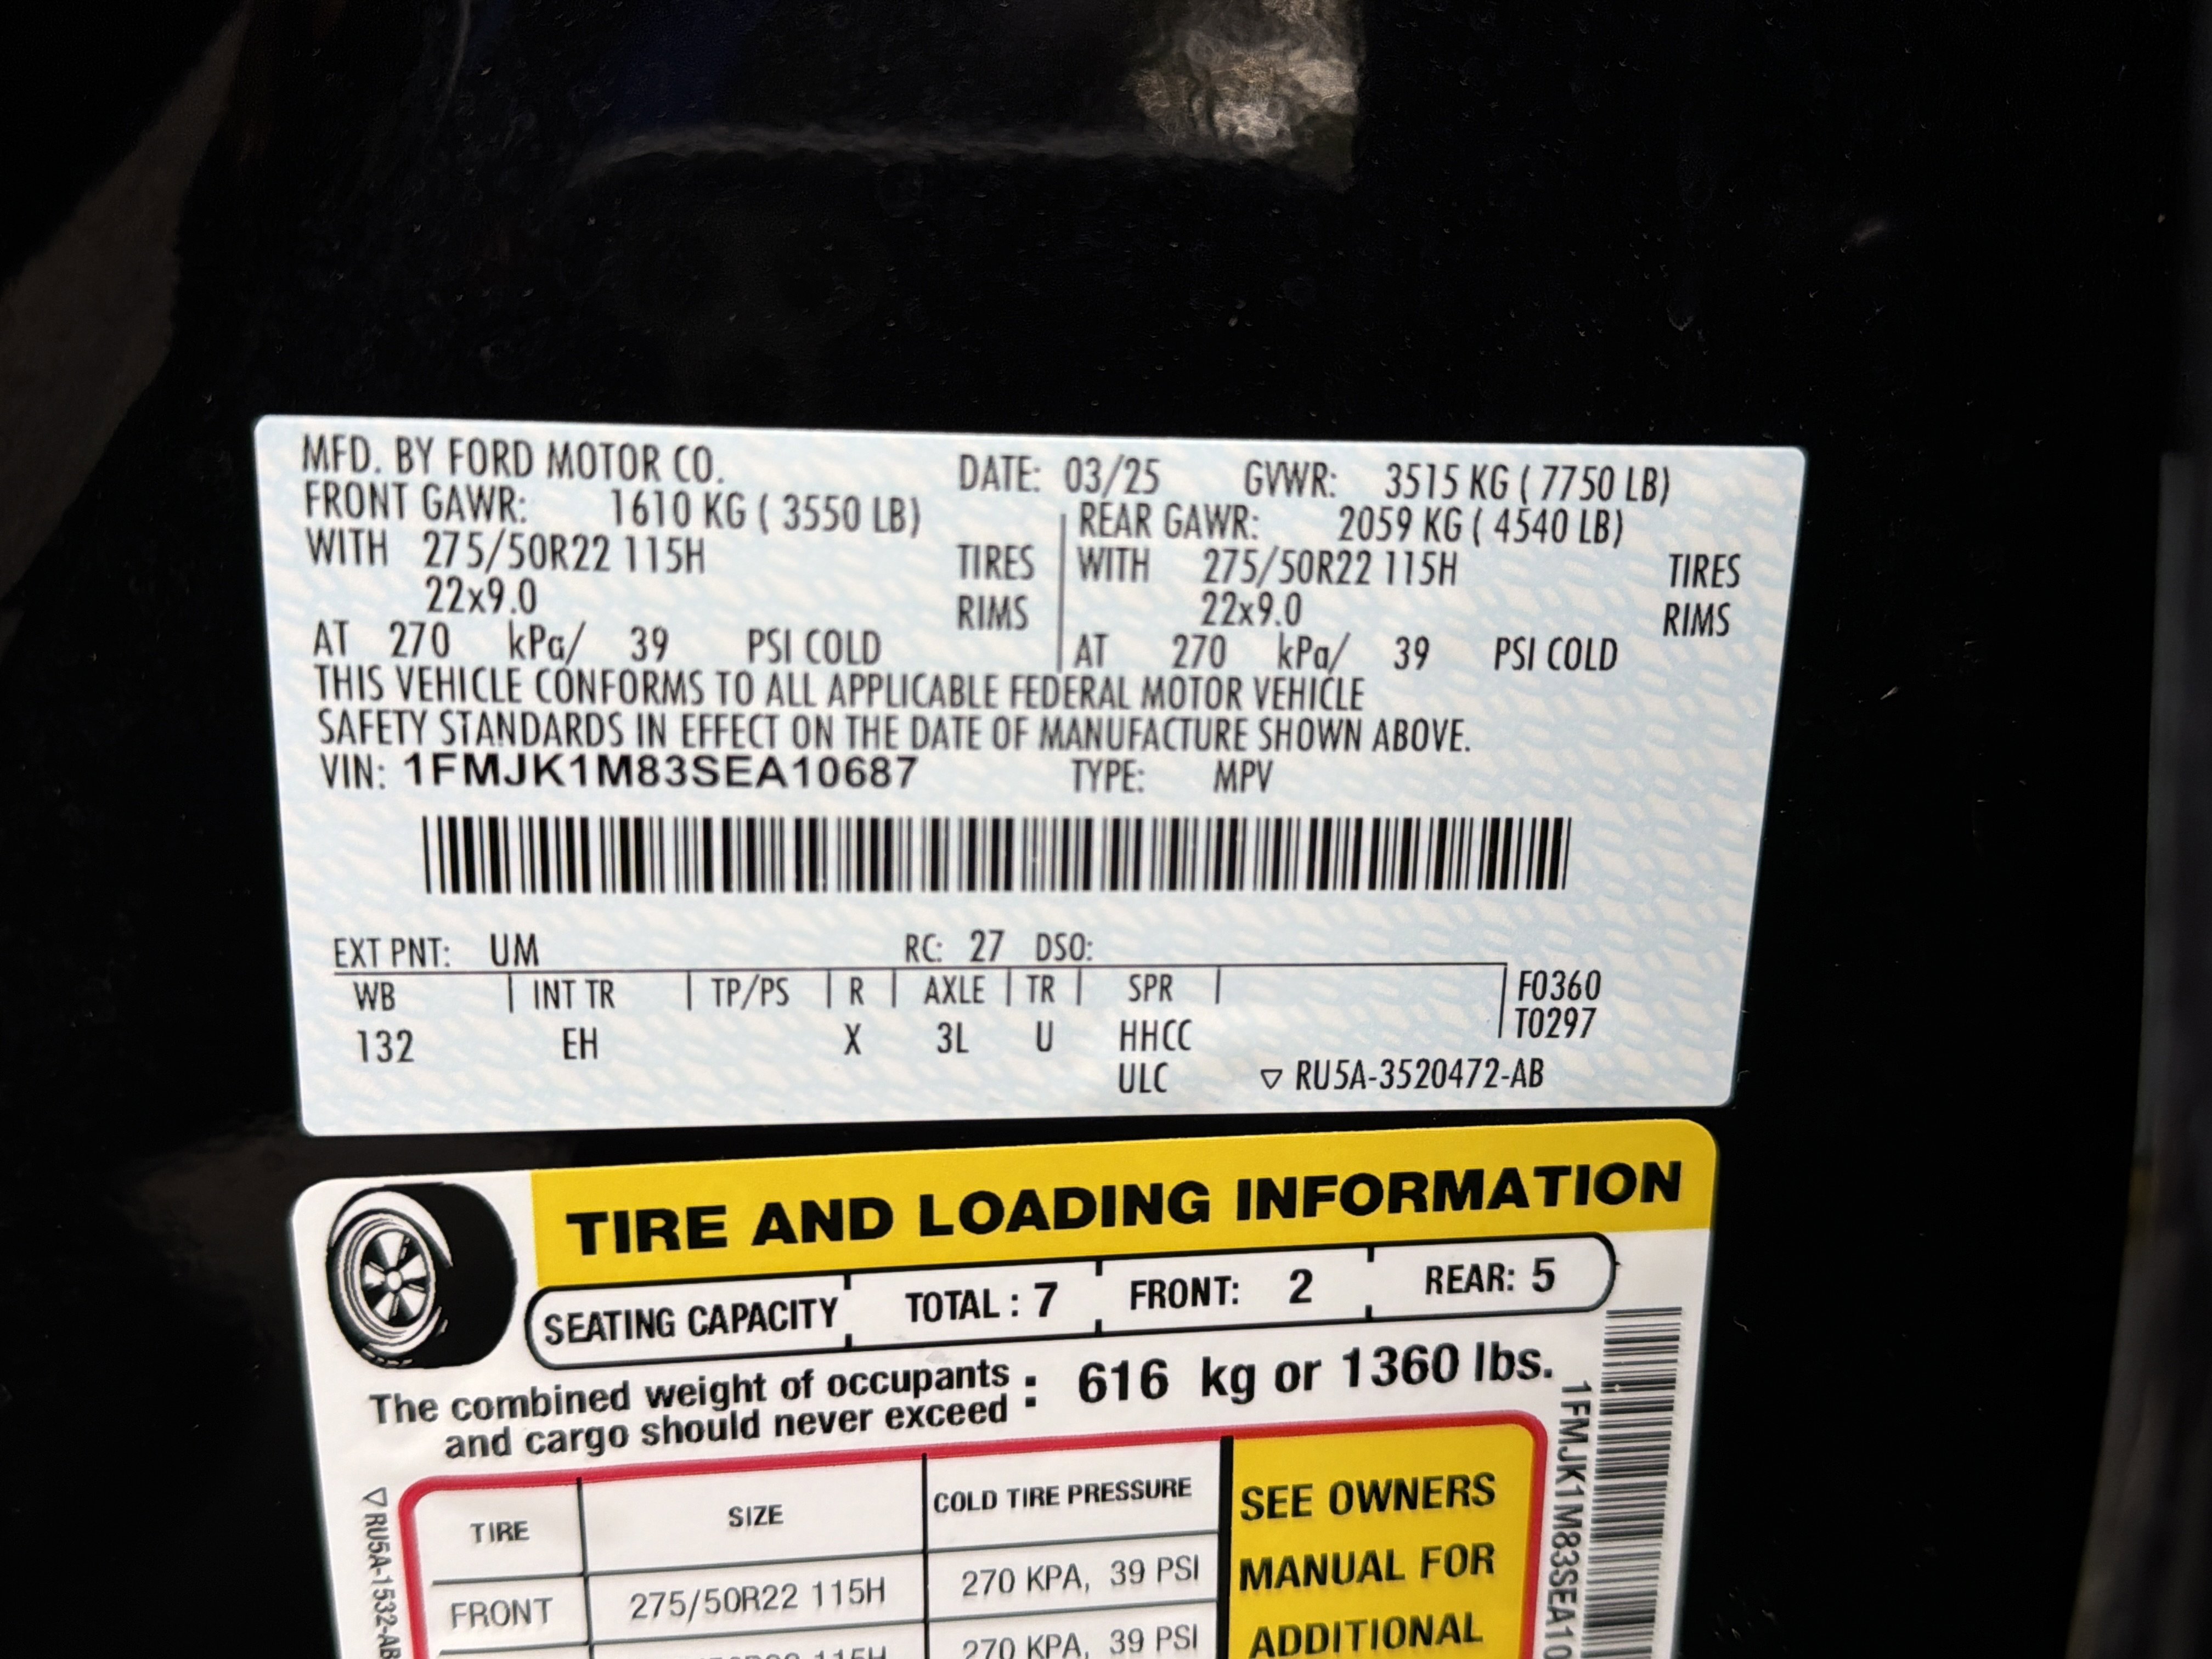 MFD. BY FORD MOTOR CO. DATE: 03/25 GVWR: 3515 KG ( 7750 LB)
FRONT GAWR: 1610 KG ( 3550 LB) REAR GAWR: 2059 KG ( 4540 LB)
WITH 275/50R22 115H TIRES WITH 275/50R22 115H TIRES
22x9.0 RIMS 22x9.0 RIMS
AT 270 kPa/ 39 PSI COLD AT 270 kPa/ 39 PSI COLD
THIS VEHICLE CONFORMS TO ALL APPLICABLE FEDERAL MOTOR VEHICLE
SAFETY STANDARDS IN EFFECT ON THE DATE OF MANUFACTURE SHOWN ABOVE.
VIN: 1FMJK1M83SEA10687 TYPE: MPV
EXT PNT: UM RC: 27 DSO:
WB INT TR TP/PS R AXLE TR SPR F0360
T0297
132 EH X 3L U HHCC
ULC ▽ RU5A-3520472-AB
TIRE AND LOADING INFORMATION
SEATING CAPACITY TOTAL : 7 FRONT: 2 REAR: 5
The combined weight of occupants
and cargo should never exceed : 616 kg or 1360 lbs.
TIRE SIZE COLD TIRE PRESSURE SEE OWNERS
MANUAL FOR
FRONT 275/50R22 115H 270 KPA, 39 PSI
ADDITIONAL
115H 270 KPA, 39 PSI
▽ RU5A-1532-AB
1FMJK1M83SEA10